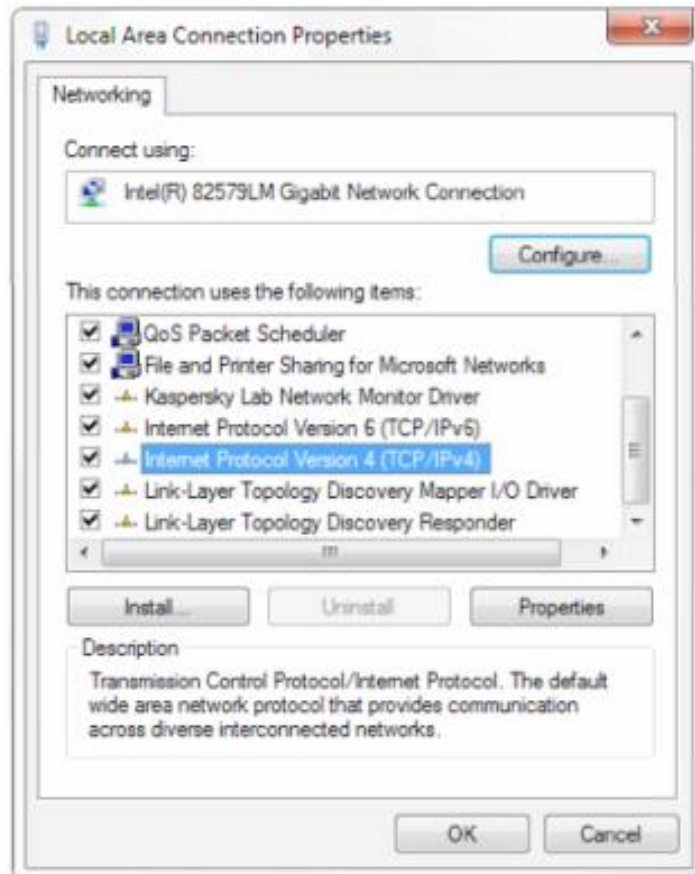 Local Area Connection Properties
Networking
Connect using:
Intel(R) 82579LM Gigabit Network Connection
Configure...
This connection uses the following items:
QoS Packet Scheduler
File and Printer Sharing for Microsoft Networks
Kaspersky Lab Network Monitor Driver
Internet Protocol Version 6 (TCP/IPv6)
Internet Protocol Version 4 (TCP/IPv4)
Link-Layer Topology Discovery Mapper I/O Driver
Link-Layer Topology Discovery Responder
Install...
Uninstall
Properties
Description
Transmission Control Protocol/Internet Protocol. The default
wide area network protocol that provides communication
across diverse interconnected networks.
OK
Cancel